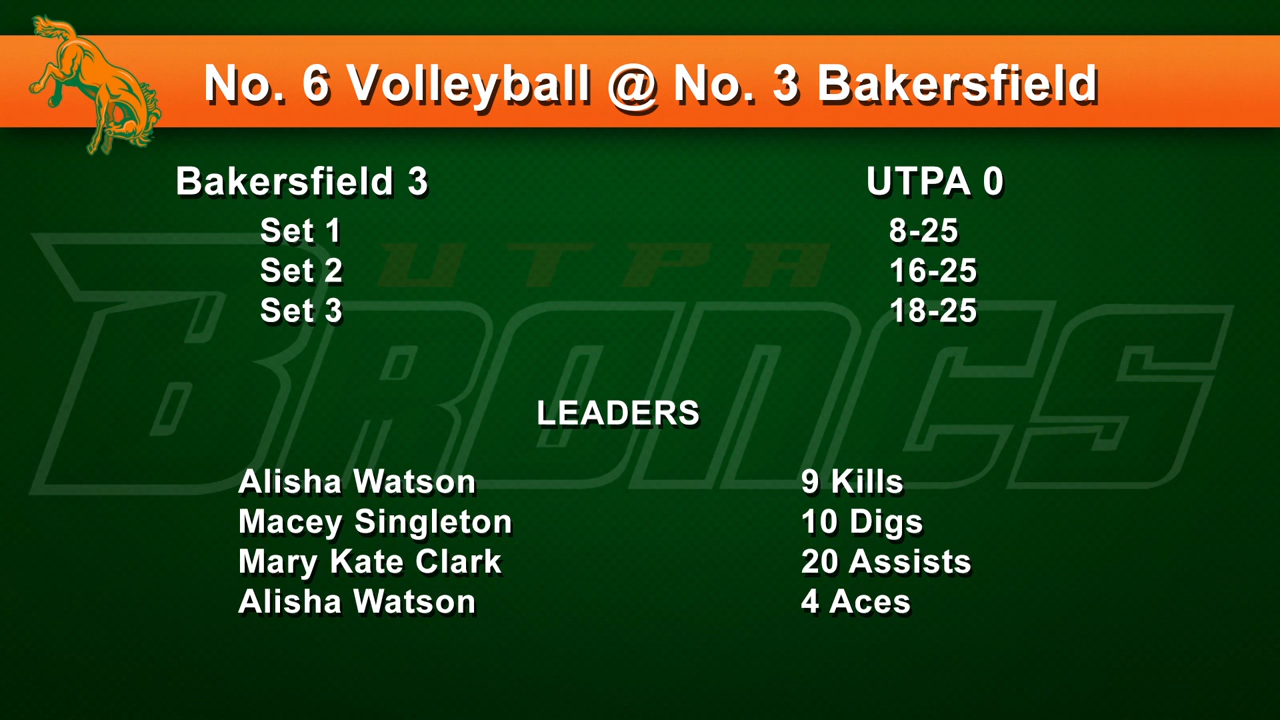 No. 6 Volleyball @ No. 3 Bakersfield
Bakersfield 3 UTPA 0
Set 1 8-25
Set 2 16-25
UTPA
Set 3 18-25
BRONCS
LEADERS
Alisha Watson 9 Kills
Macey Singleton 10 Digs
Mary Kate Clark 20 Assists
Alisha Watson 4 Aces